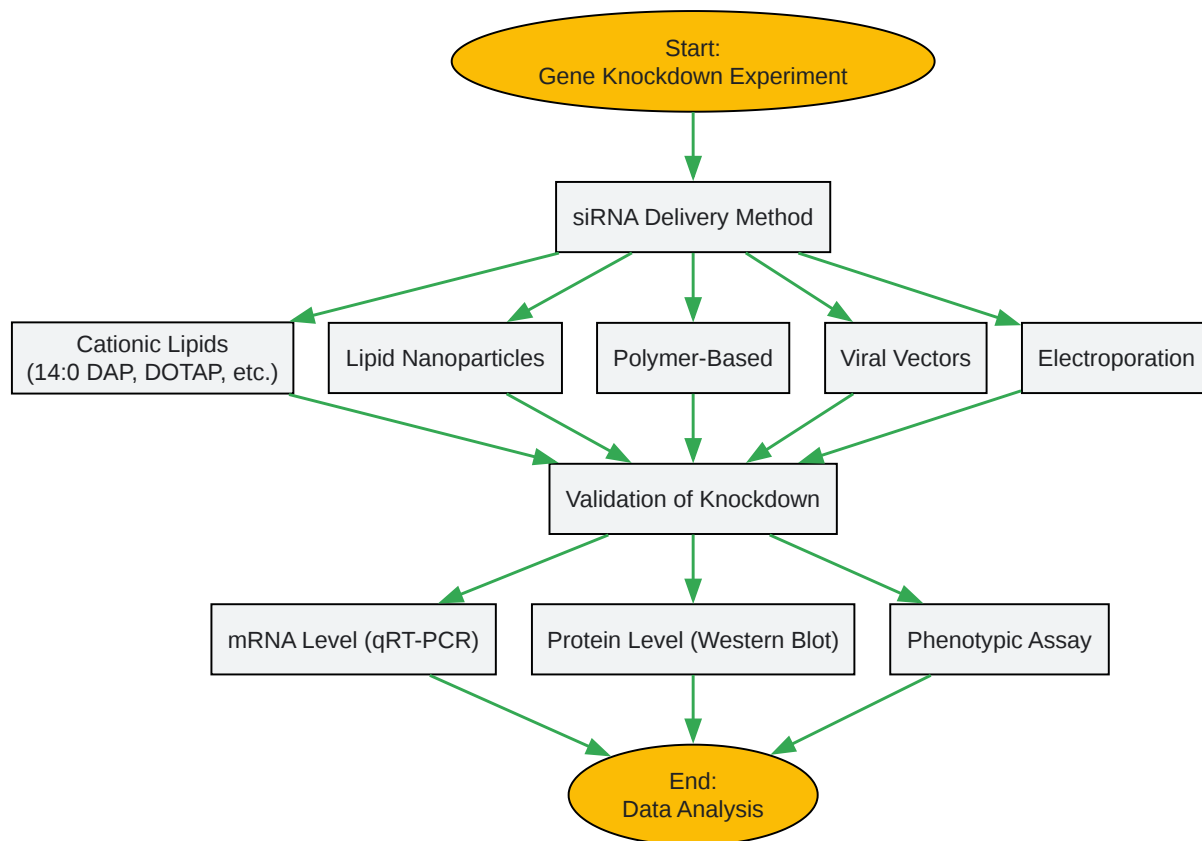 Start:
Gene Knockdown Experiment
siRNA Delivery Method
Cationic Lipids
(14:0 DAP, DOTAP, etc.)
Lipid Nanoparticles
Polymer-Based
Viral Vectors
Electroporation
Validation of Knockdown
mRNA Level (qRT-PCR)
Protein Level (Western Blot)
Phenotypic Assay
End:
Data Analysis